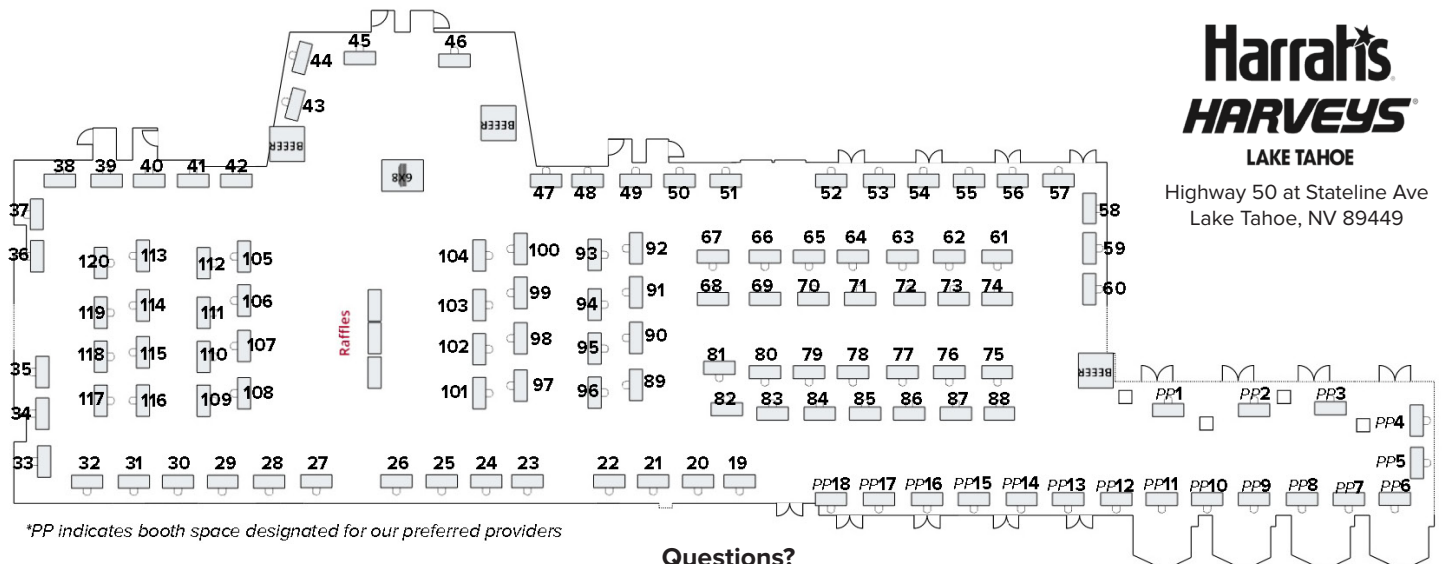 45
46
44
43
BEEEER
BEEEER
Harrah's
HARVEYS
LAKE TAHOE
Highway 50 at Stateline Ave
Lake Tahoe, NV 89449
38 39 40 41 42
6X8
47 48 49 50 51 52 53 54 55 56 57
37
36
58
59
60
120 113 112 105
119 114 111 106
118 115 110 107
117 116 109 108
Raffles
104 100 93 92
103 99 94 91
102 98 95 90
101 97 96 89
67 66 65 64 63 62 61
68 69 70 71 72 73 74
81 80 79 78 77 76 75
82 83 84 85 86 87 88
BEEEER
35
34
33
32 31 30 29 28 27 26 25 24 23 22 21 20 19
PP1 PP2 PP3
PP4
PP5
PP18 PP17 PP16 PP15 PP14 PP13 PP12 PP11 PP10 PP9 PP8 PP7 PP6
*PP indicates booth space designated for our preferred providers
Questions?